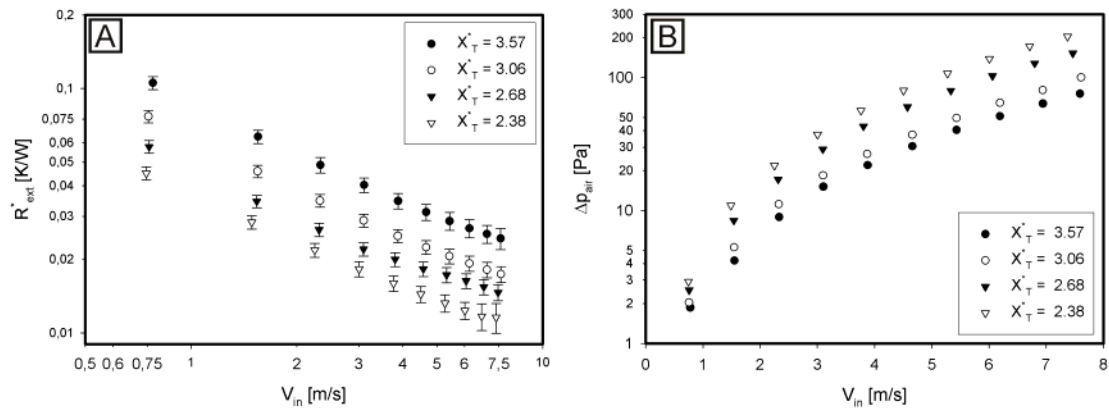 A
0,2
0,1
0,075
0,06
0,05
0,04
0,03
0,02
0,01
R*ext [K/W]
X*T = 3.57
X*T = 3.06
X*T = 2.68
X*T = 2.38
0,5 0,6 0,75 1 2 3 4 5 6 7,5 10
Vin [m/s]
B
300
200
100
50
40
30
20
10
5
4
3
2
1
Δpair [Pa]
X*T = 3.57
X*T = 3.06
X*T = 2.68
X*T = 2.38
0 1 2 3 4 5 6 7 8
Vin [m/s]